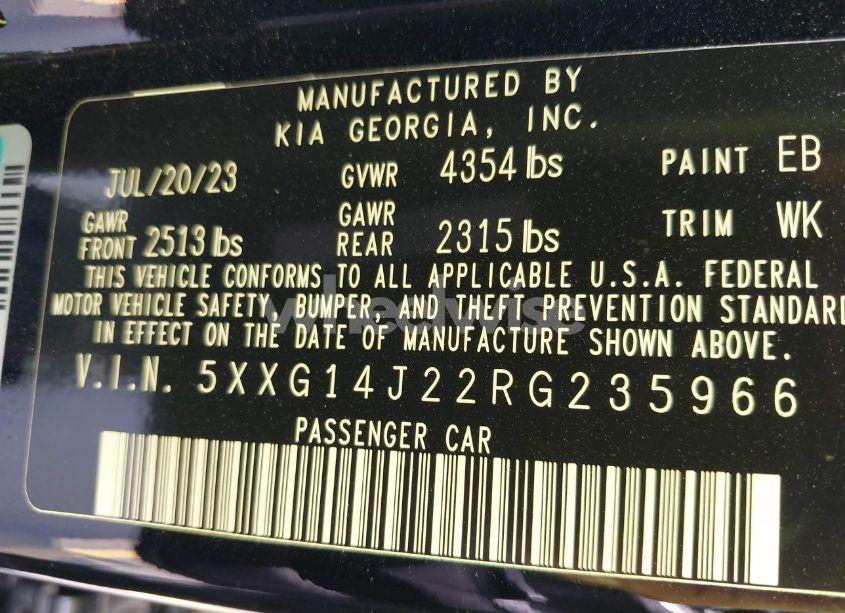 MANUFACTURED BY
KIA GEORGIA, INC.
JUL/20/23 GVWR 4354 lbs PAINT EB
GAWR FRONT 2513 lbs GAWR REAR 2315 lbs TRIM WK
THIS VEHICLE CONFORMS TO ALL APPLICABLE U.S.A. FEDERAL
MOTOR VEHICLE SAFETY, BUMPER, AND THEFT PREVENTION STANDARD
IN EFFECT ON THE DATE OF MANUFACTURE SHOWN ABOVE.
V.I.N. 5XXG14J22RG235966
PASSENGER CAR